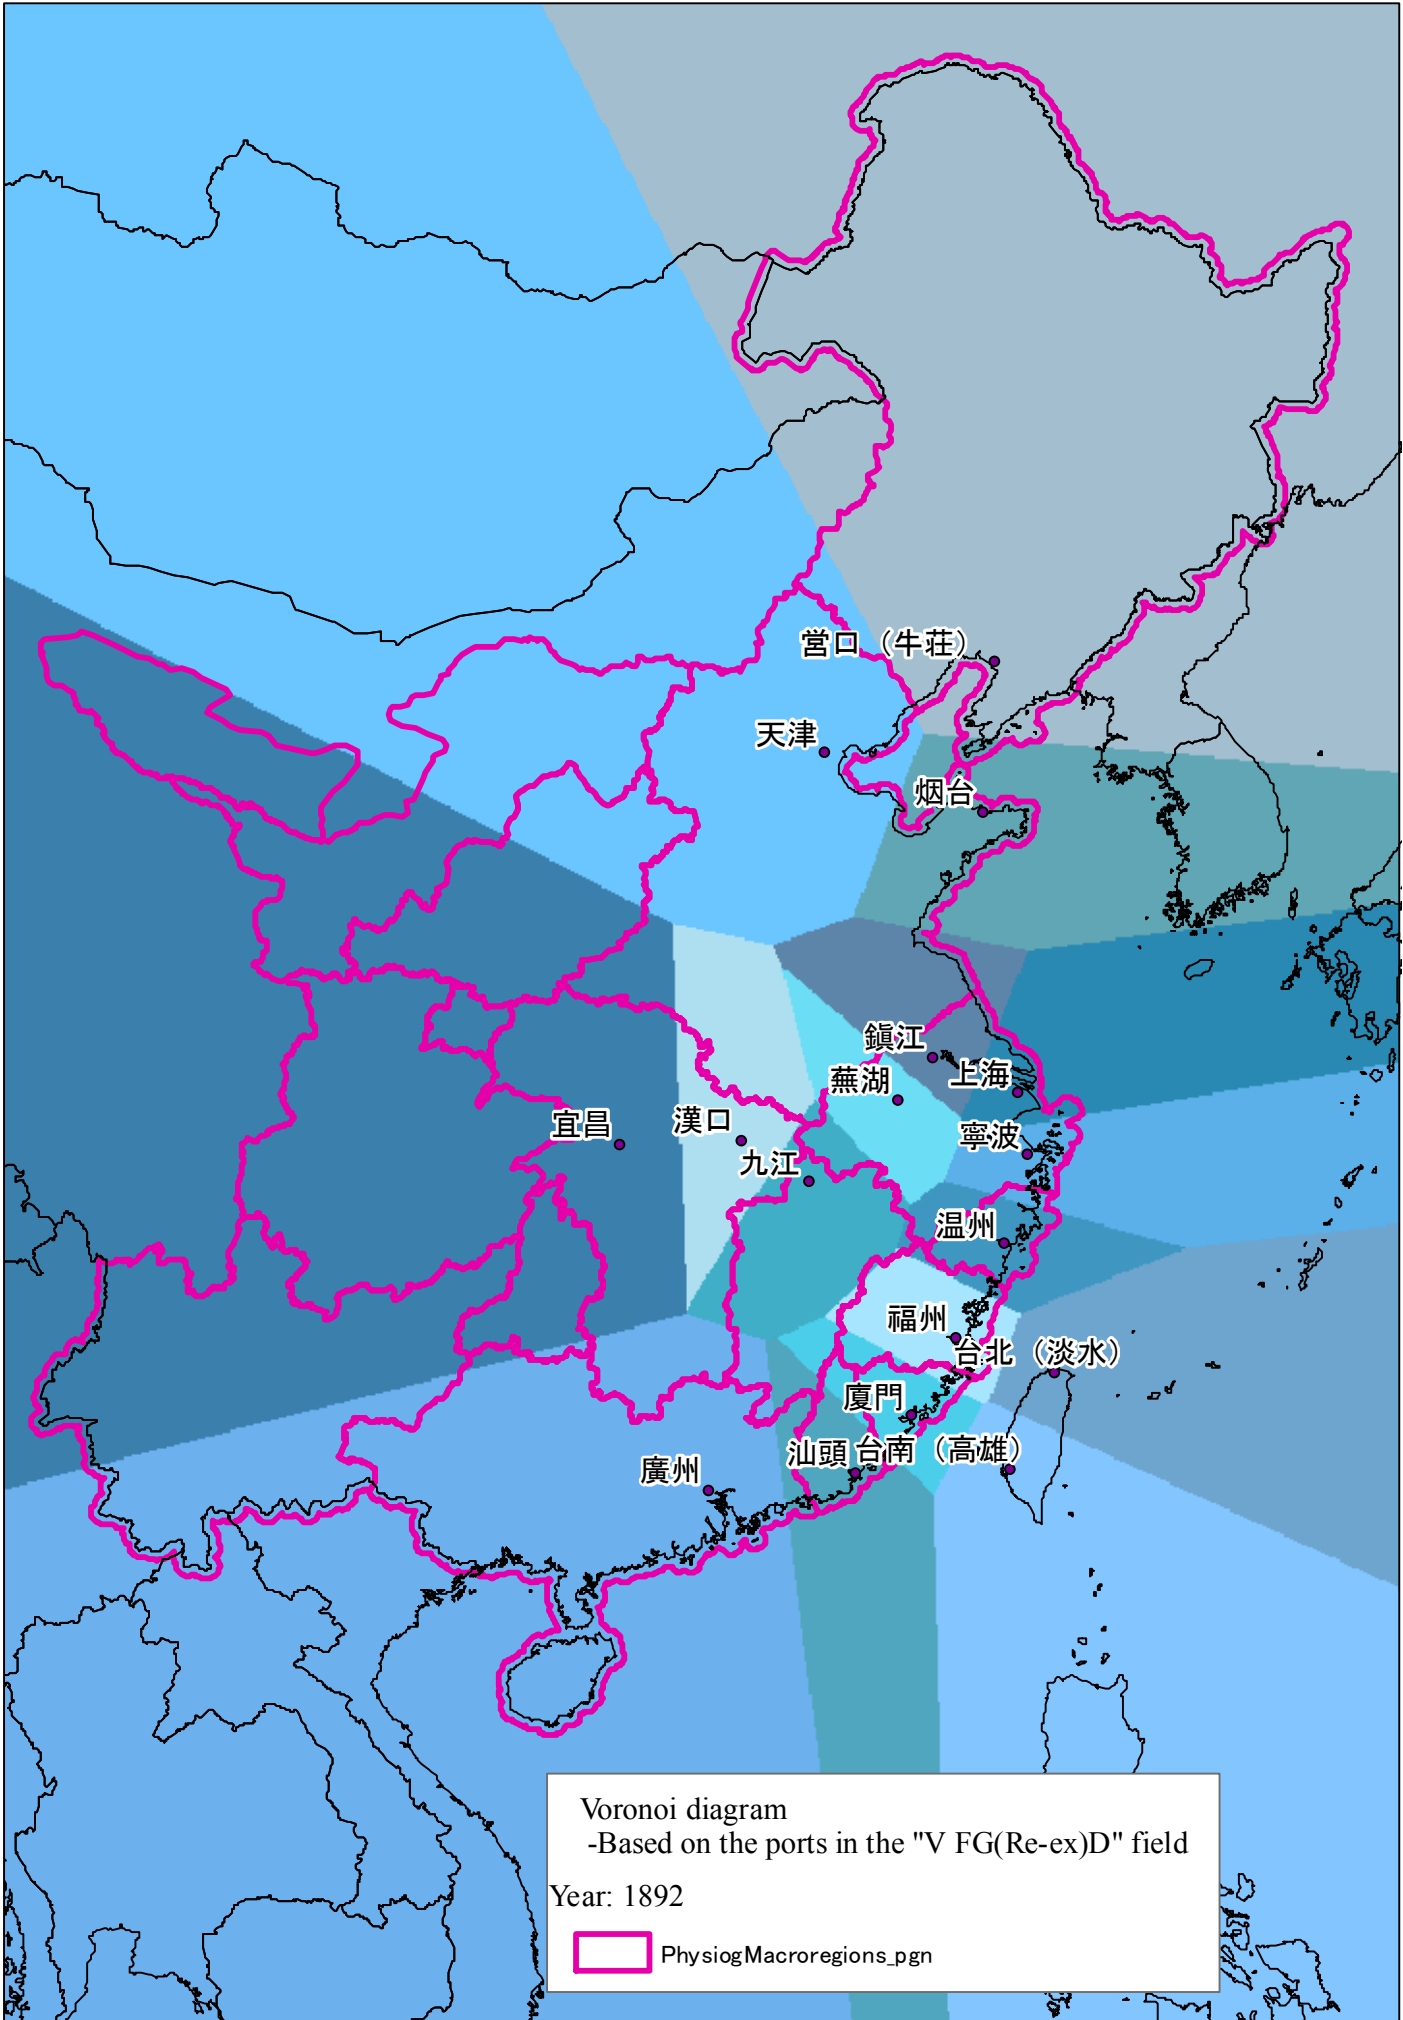 営口（牛荘）
天津
烟台
鎭江
上海
蕪湖
宜昌
漢口
寧波
九江
温州
福州
台北（淡水）
廈門
汕頭
台南（高雄）
廣州
Voronoi diagram
-Based on the ports in the "V FG(Re-ex)D" field
Year: 1892
PhysiogMacroregions_pgn